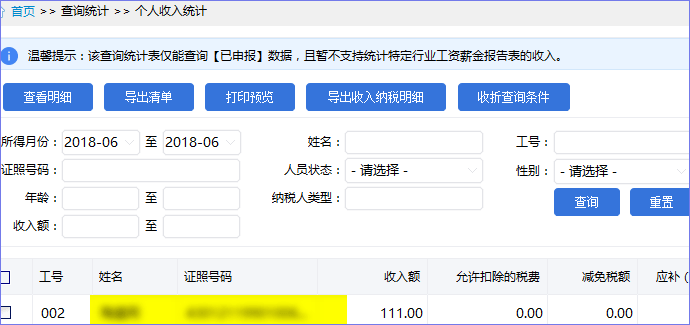 首页 >> 查询统计 >> 个人收入统计
温馨提示：该查询统计表仅能查询【已申报】数据，且暂不支持统计特定行业工资薪金报告表的收入。
查看明细 导出清单 打印预览 导出收入纳税明细 收折查询条件
所得月份： 2018-06 至 2018-06 姓名： 工号：
证照号码： 人员状态： - 请选择 - 性别： - 请选择 -
年龄： 至 纳税人类型： 查询 重置
收入额： 至
工号 姓名 证照号码 收入额 允许扣除的税费 减免税额 应补（
002 111.00 0.00 0.00